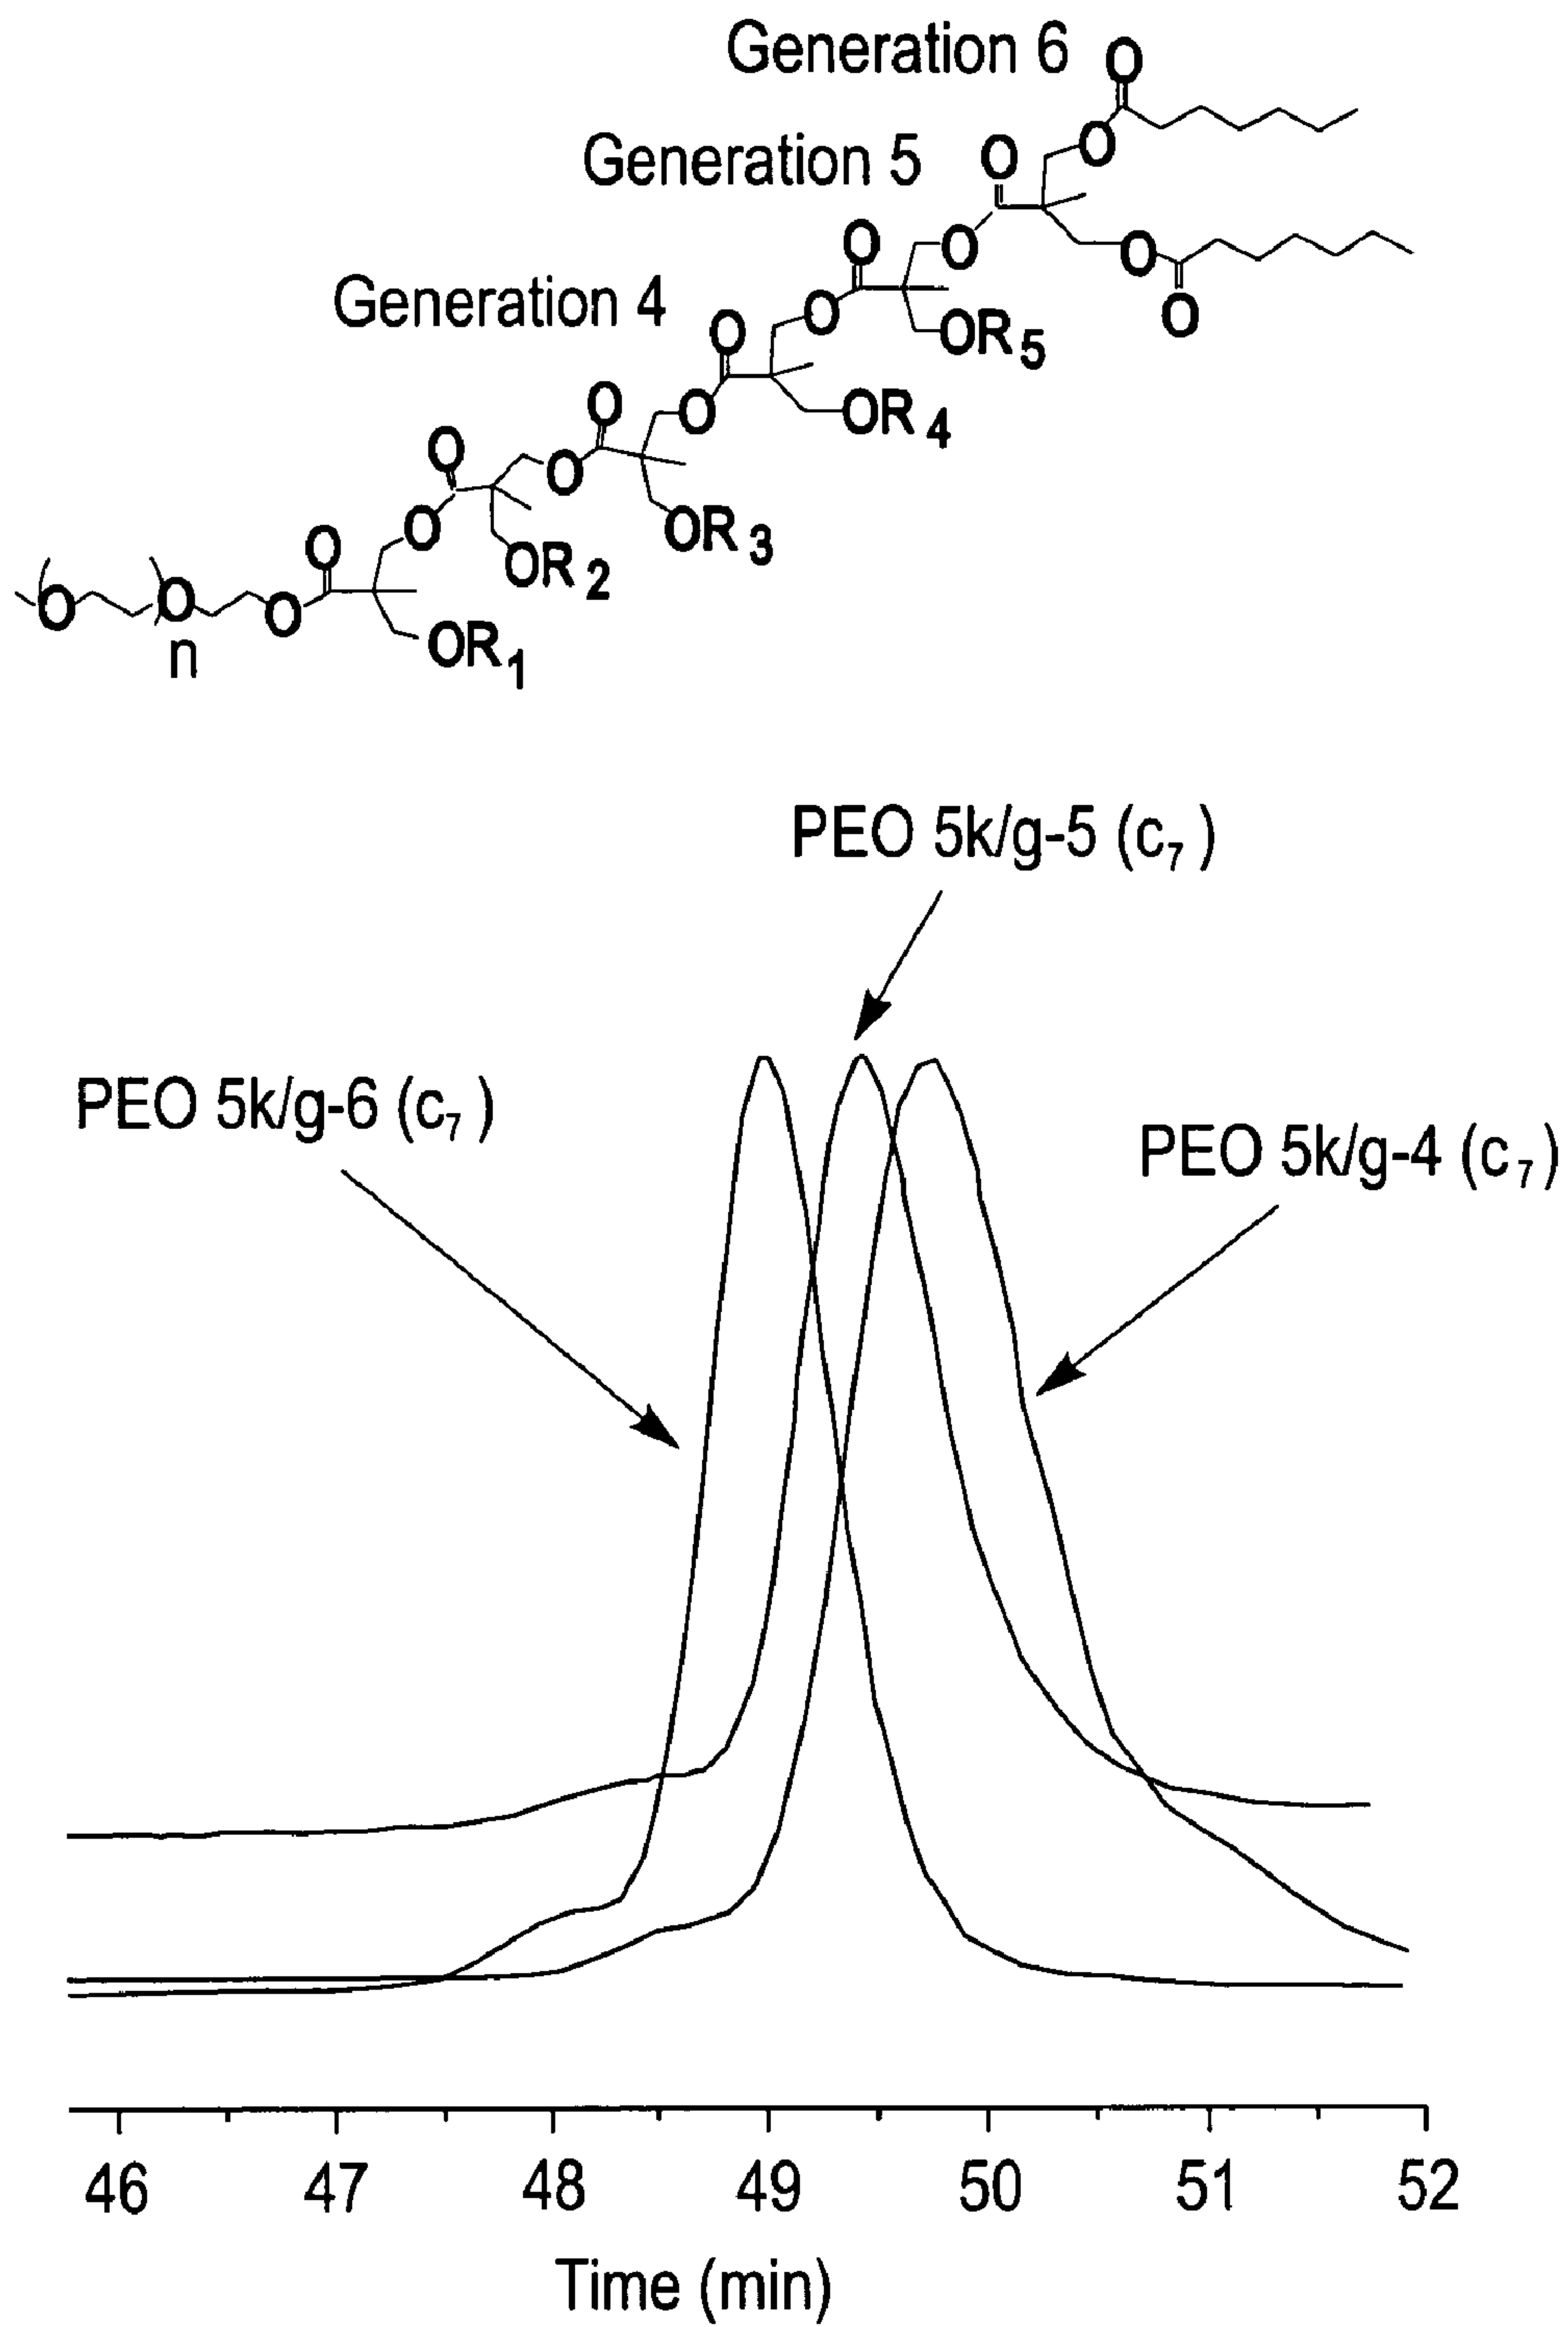 Generation 6
O
Generation 5
O
O
Generation 4
O
O
O
O
O
OR5
O
O
O
OR4
O
O
O
O
OR3
O
OR2
O
O
O
OR1
n
PEO 5k/g-5 (c7)
PEO 5k/g-6 (c7)
PEO 5k/g-4 (c7)
46 47 48 49 50 51 52
Time (min)